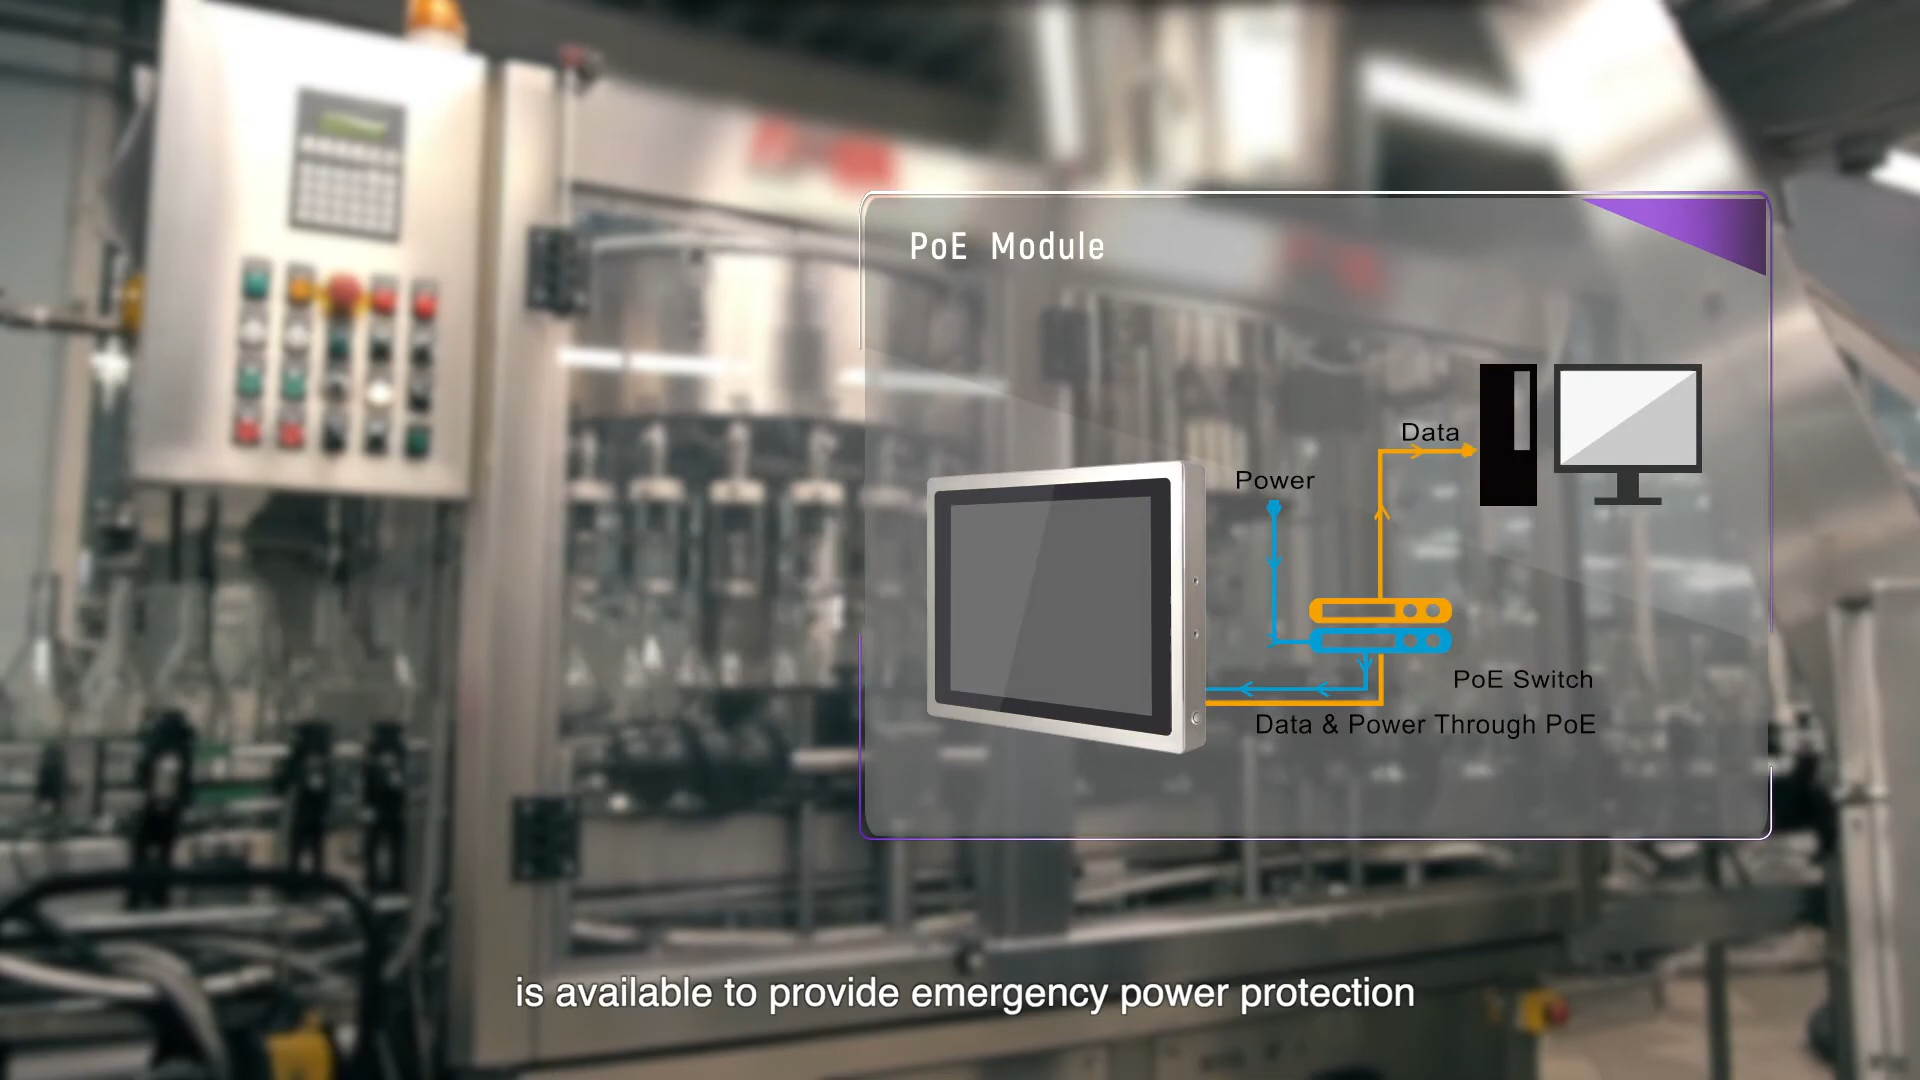 PoE Module
Data
Power
PoE Switch
Data & Power Through PoE
is available to provide emergency power protection